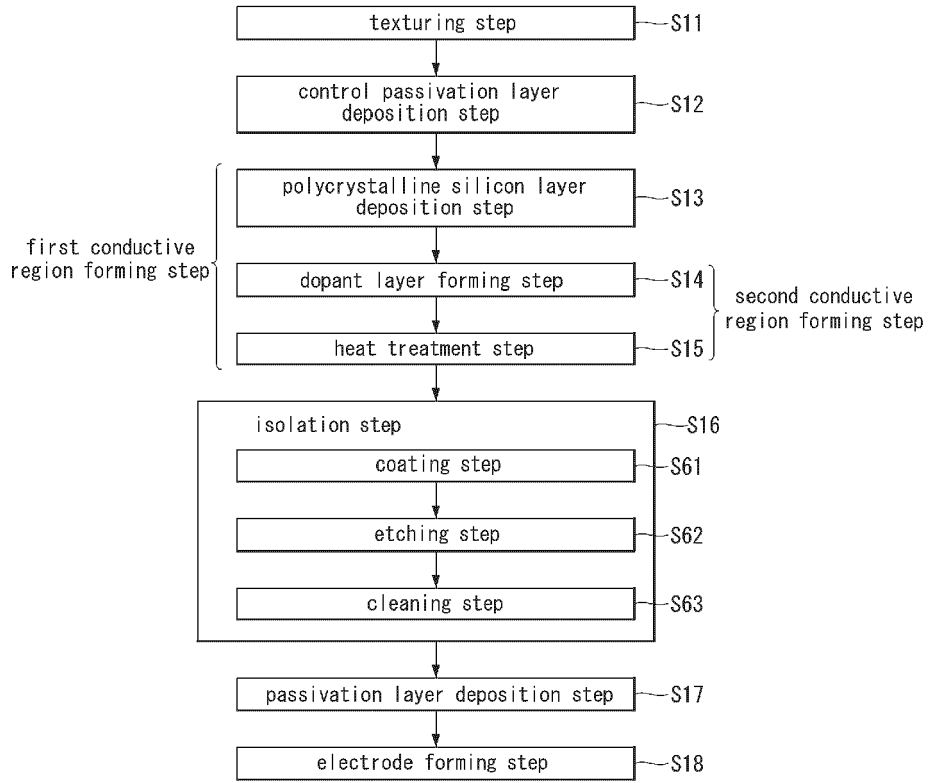 texturing step
S11
control passivation layer
deposition step
S12
polycrystalline silicon layer
deposition step
S13
first conductive
region forming step
dopant layer forming step
S14
second conductive
region forming step
heat treatment step
S15
isolation step
S16
coating step
S61
etching step
S62
cleaning step
S63
passivation layer deposition step
S17
electrode forming step
S18